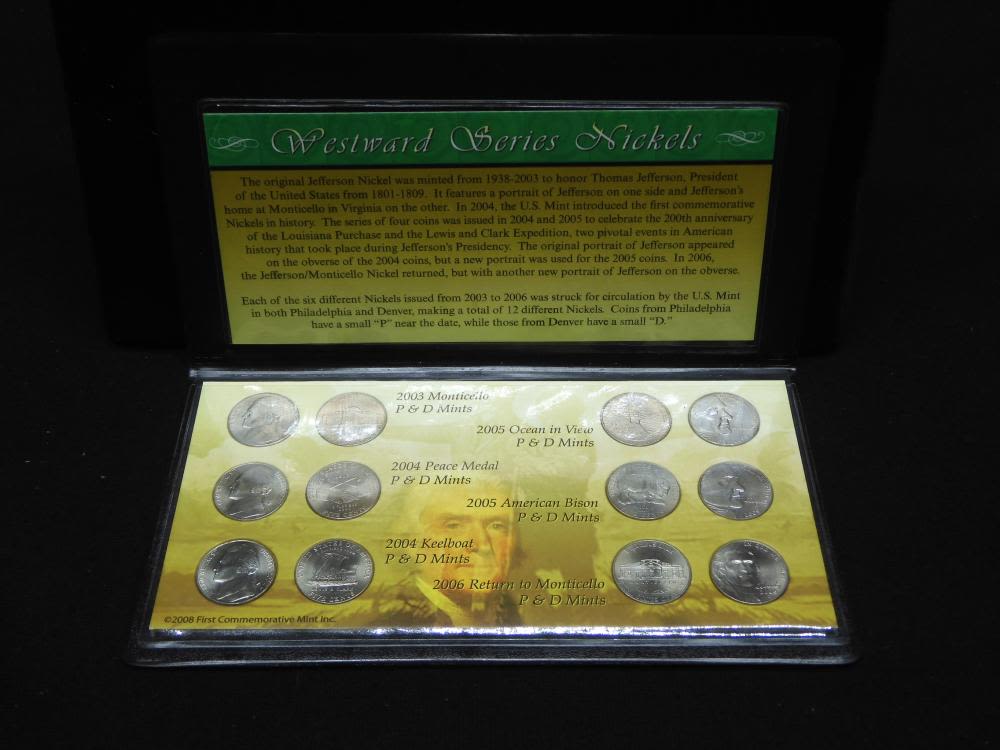 Westward Series Nickels
The original Jefferson Nickel was minted from 1938-2003 to honor Thomas Jefferson, President
of the United States from 1801-1809. It features a portrait of Jefferson on one side and Jefferson's
home at Monticello in Virginia on the other. In 2004, the U.S. Mint introduced the first commemorative
Nickels in history. The series of four coins was issued in 2004 and 2005 to celebrate the 200th anniversary
of the Louisiana Purchase and the Lewis and Clark Expedition, two pivotal events in American
history that took place during Jefferson's Presidency. The original portrait of Jefferson appeared
on the obverse of the 2004 coins, but a new portrait was used for the 2005 coins. In 2006,
the Jefferson/Monticello Nickel returned, but with another new portrait of Jefferson on the obverse.
Each of the six different Nickels issued from 2003 to 2006 was struck for circulation by the U.S. Mint
in both Philadelphia and Denver, making a total of 12 different Nickels. Coins from Philadelphia
have a small "P" near the date, while those from Denver have a small "D."
2003 Monticello
P & D Mints
2005 Ocean in View
P & D Mints
2004 Peace Medal
P & D Mints
2005 American Bison
P & D Mints
2004 Keelboat
P & D Mints
2006 Return to Monticello
P & D Mints
©2008 First Commemorative Mint Inc.